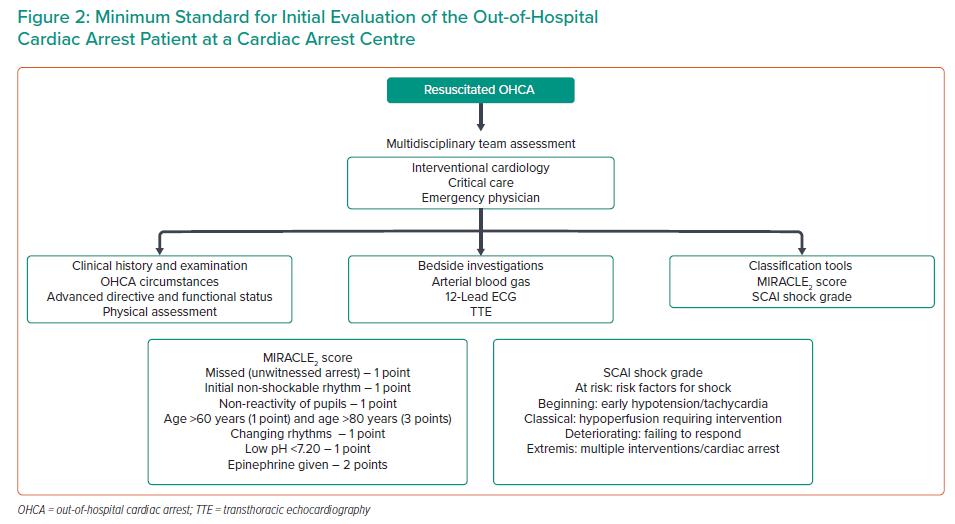 Figure 2: Minimum Standard for Initial Evaluation of the Out-of-Hospital
Cardiac Arrest Patient at a Cardiac Arrest Centre
Resuscitated OHCA
Multidisciplinary team assessment
Interventional cardiology
Critical care
Emergency physician
Clinical history and examination
OHCA circumstances
Advanced directive and functional status
Physical assessment
Bedside investigations
Arterial blood gas
12-Lead ECG
TTE
Classification tools
MIRACLE₂ score
SCAI shock grade
MIRACLE₂ score
Missed (unwitnessed arrest) – 1 point
Initial non-shockable rhythm – 1 point
Non-reactivity of pupils – 1 point
Age >60 years (1 point) and age >80 years (3 points)
Changing rhythms – 1 point
Low pH <7.20 – 1 point
Epinephrine given – 2 points
SCAI shock grade
At risk: risk factors for shock
Beginning: early hypotension/tachycardia
Classical: hypoperfusion requiring intervention
Deteriorating: failing to respond
Extremis: multiple interventions/cardiac arrest
OHCA = out-of-hospital cardiac arrest; TTE = transthoracic echocardiography